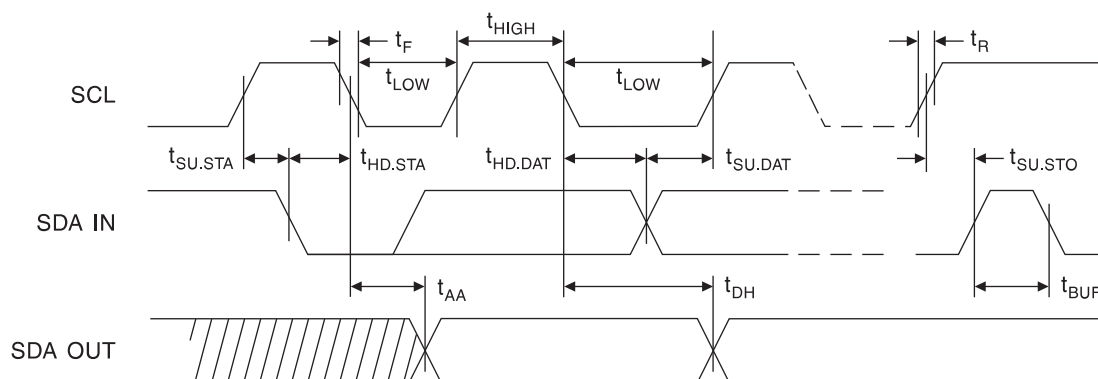 tHIGH
tF
tR
tLOW
tLOW
SCL
tSU.STA
tHD.STA
tHD.DAT
tSU.DAT
tSU.STO
SDA IN
tAA
tDH
tBUF
SDA OUT